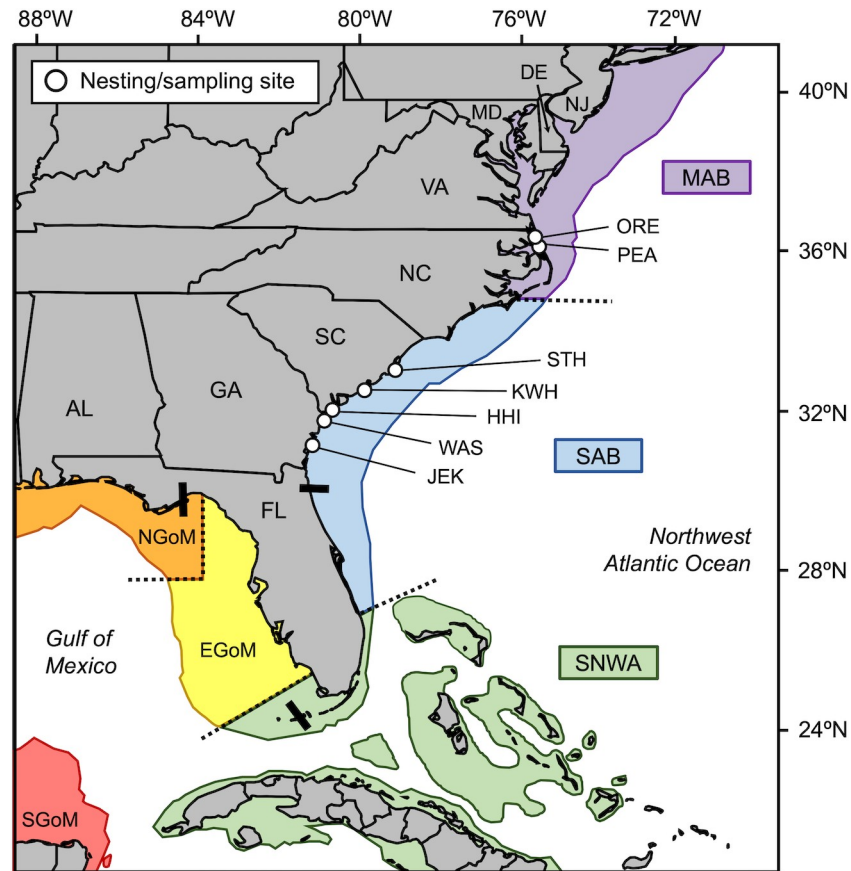 88ºW
84ºW
80ºW
76ºW
72ºW
Nesting/sampling site
DE
40ºN
MD
NJ
VA
MAB
ORE
36ºN
PEA
NC
SC
STH
GA
KWH
AL
HHI
32ºN
WAS
SAB
JEK
FL
NGoM
Northwest
Atlantic Ocean
28ºN
Gulf of
Mexico
EGoM
SNWA
24ºN
SGoM